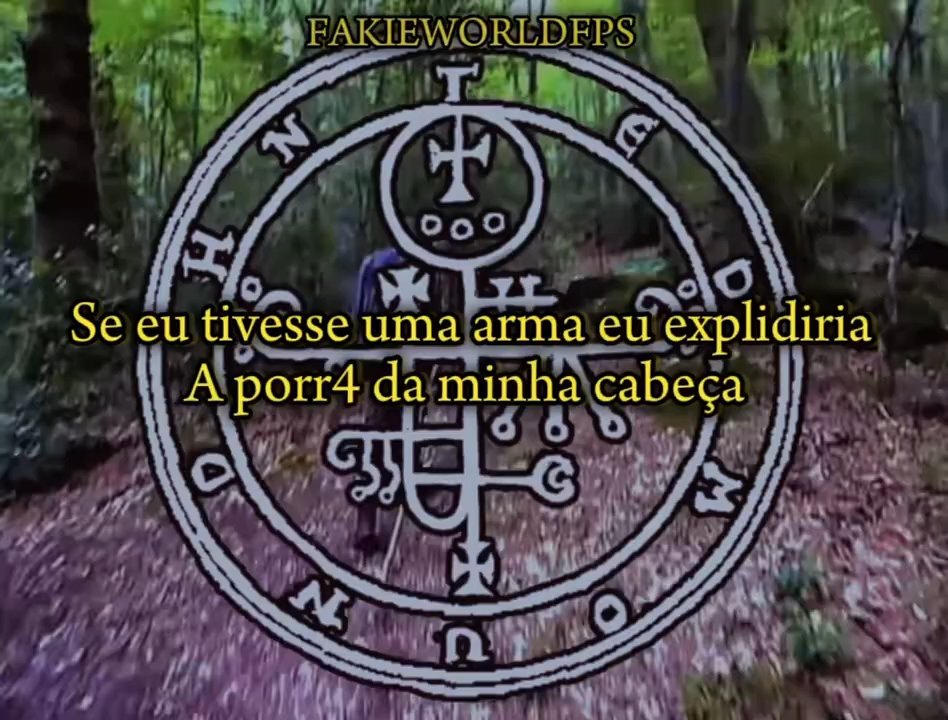 FAKIEWORLDFPS
Se eu tivesse uma arma eu explidiria
A porr4 da minha cabeça